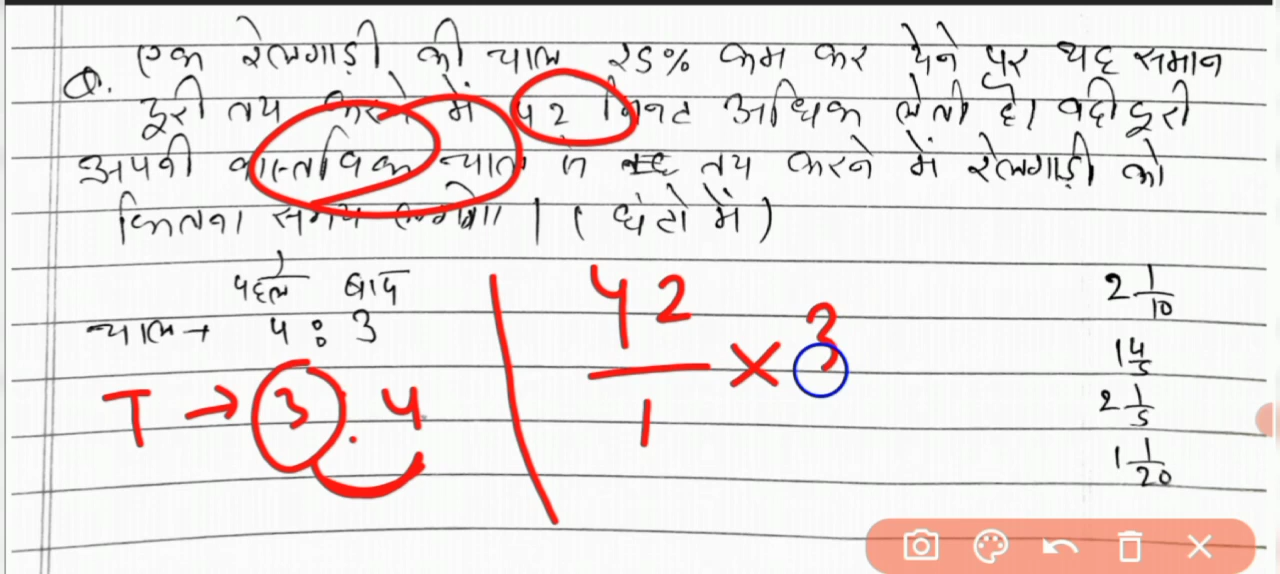 एक रेलगाड़ी की चाल 25% कम कर देने पर यह समान
Q. दूरी तय करने में 42 मिनट अधिक लेती है। वही दूरी
अपनी वास्तविक चाल से तय करने में रेलगाड़ी को
कितना समय लगेगा। (घंटो में)
पहले बाद
चाल → 4 : 3
T → 3 . 4
42/1 × 3
2 1/10
1 4/5
2 1/5
1 1/20